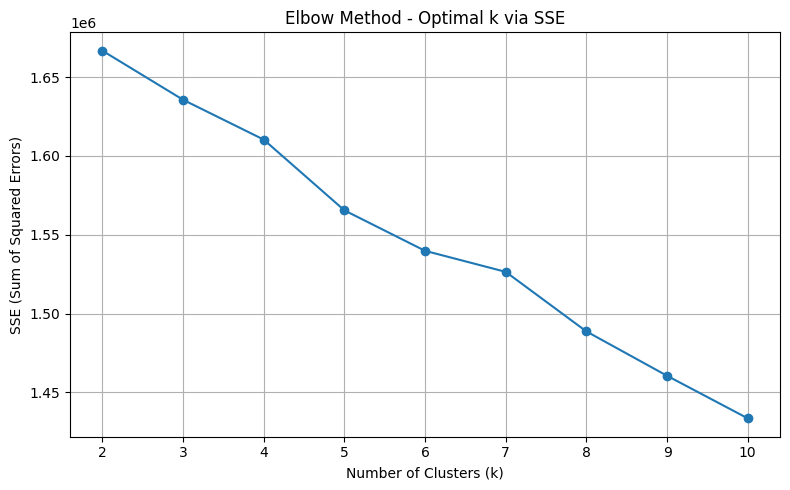 Elbow Method - Optimal k via SSE
1e6
SSE (Sum of Squared Errors)
1.65
1.60
1.55
1.50
1.45
2 3 4 5 6 7 8 9 10
Number of Clusters (k)